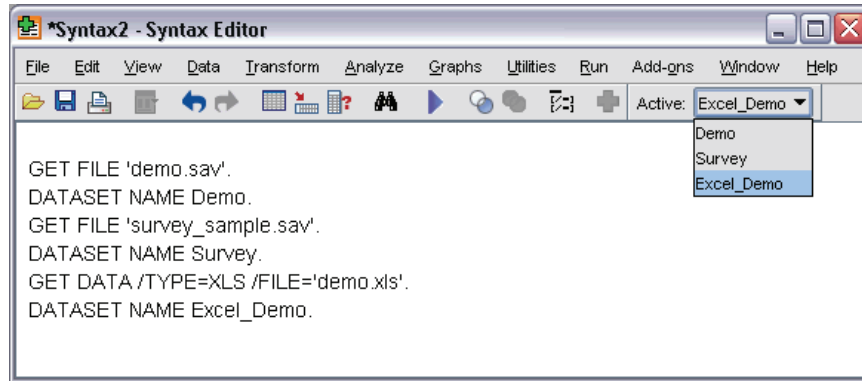 *Syntax2 - Syntax Editor
File Edit View Data Transform Analyze Graphs Utilities Run Add-ons Window Help
Active: Excel_Demo
Demo
Survey
Excel_Demo
GET FILE 'demo.sav'.
DATASET NAME Demo.
GET FILE 'survey_sample.sav'.
DATASET NAME Survey.
GET DATA /TYPE=XLS /FILE='demo.xls'.
DATASET NAME Excel_Demo.